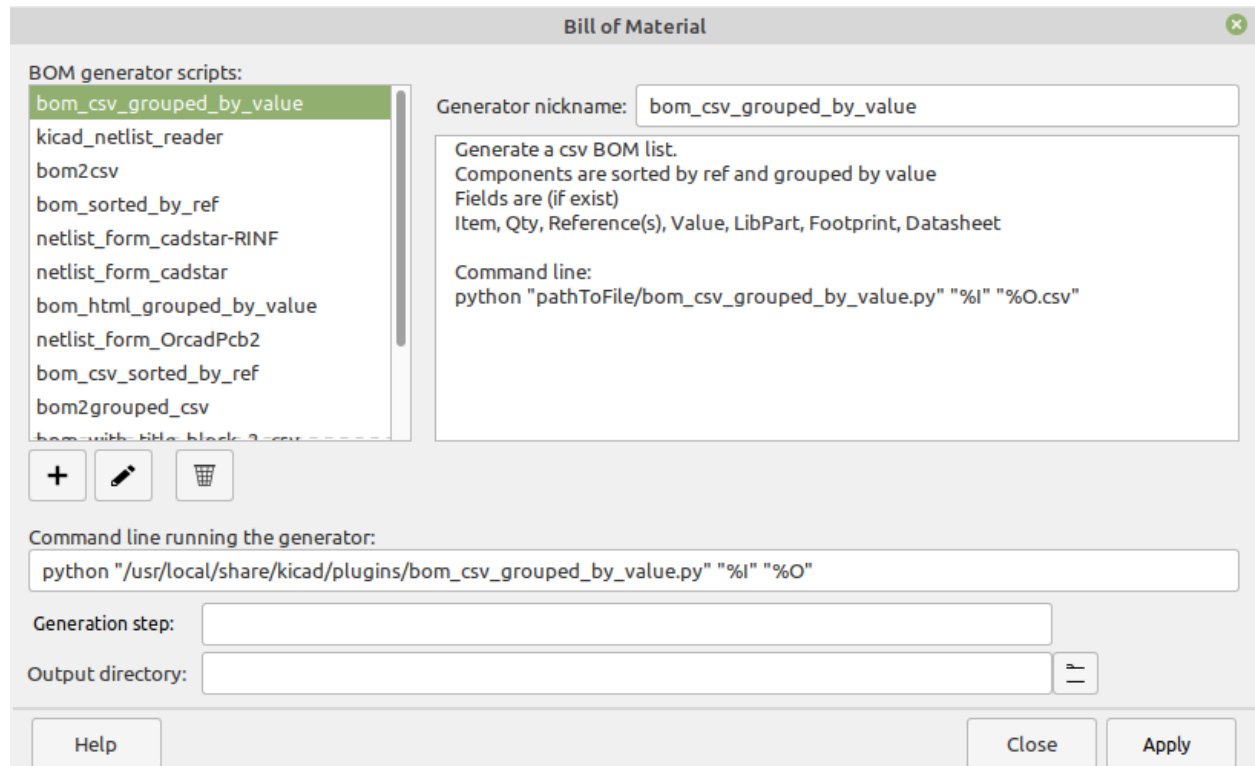 Bill of Material
BOM generator scripts:
bom_csv_grouped_by_value
kicad_netlist_reader
bom2csv
bom_sorted_by_ref
netlist_form_cadstar-RINF
netlist_form_cadstar
bom_html_grouped_by_value
netlist_form_OrcadPcb2
bom_csv_sorted_by_ref
bom2grouped_csv
bom_with_title_block_2_csv
Generator nickname: bom_csv_grouped_by_value
Generate a csv BOM list.
Components are sorted by ref and grouped by value
Fields are (if exist)
Item, Qty, Reference(s), Value, LibPart, Footprint, Datasheet
Command line:
python "pathToFile/bom_csv_grouped_by_value.py" "%I" "%O.csv"
Command line running the generator:
python "/usr/local/share/kicad/plugins/bom_csv_grouped_by_value.py" "%I" "%O"
Generation step:
Output directory:
Help Close Apply